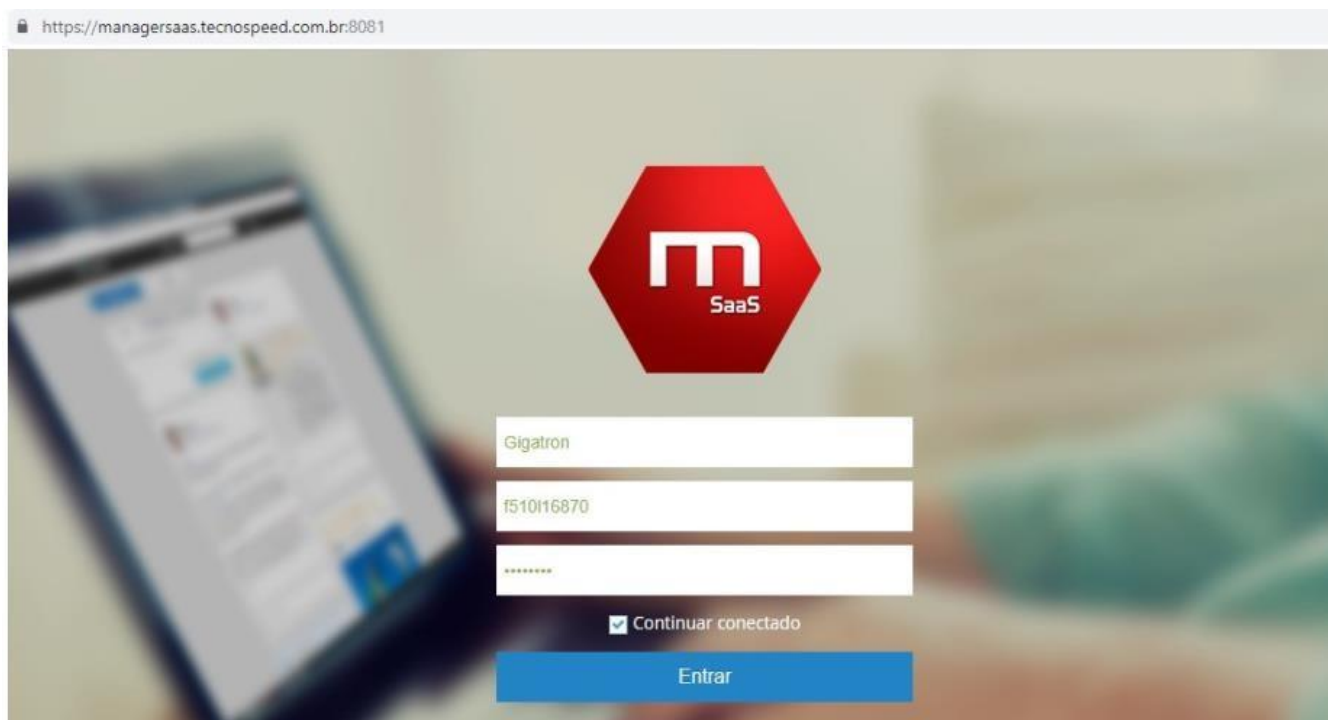 https://managersaas.tecnospeed.com.br:8081
m
SaaS
Gigatron
f510l16870
••••••••
Continuar conectado
Entrar